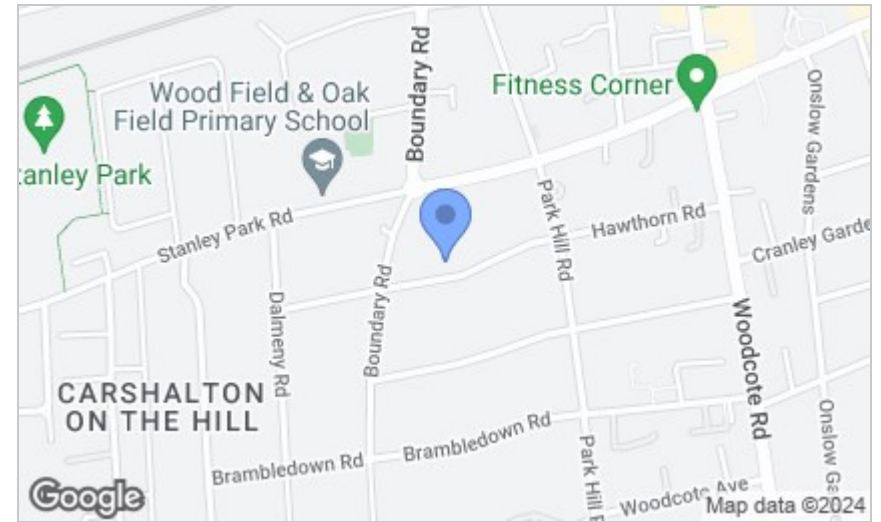 Boundary Rd
Wood Field & Oak
Field Primary School
Fitness Corner
Onslow Gardens
tanley Park
Park Hill Rd
Stanley Park Rd
Hawthorn Rd
Cranley Garde
Boundary Rd
Dalmeny Rd
Woodcote Rd
CARSHALTON
ON THE HILL
Onslow Ga
Brambledown Rd
Brambledown Rd
Park Hill R
Woodcote Ave
Google
Map data ©2024